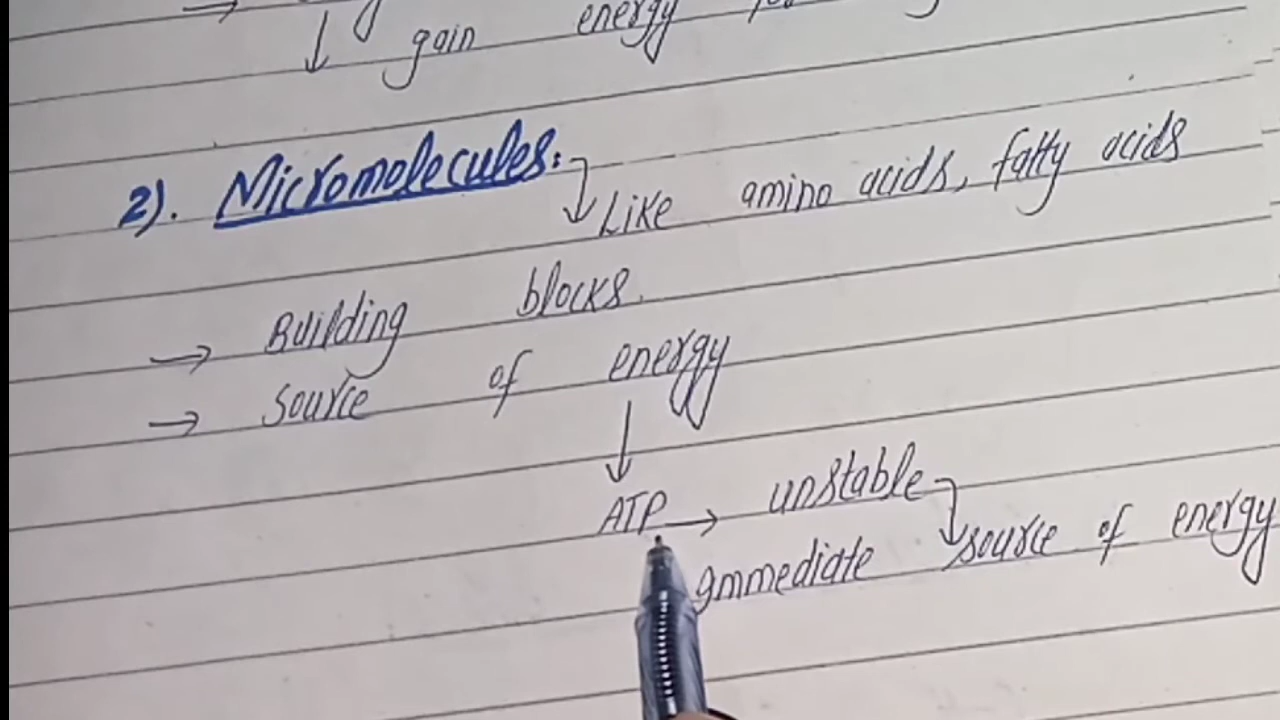 →
↓ gain energy
2). Micromolecules:
↓ Like amino acids, fatty acids
→ Building blocks.
→ source of energy
↓
ATP → unstable
Immediate source of energy